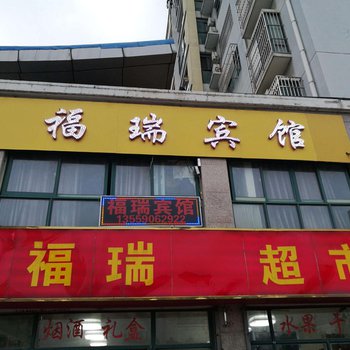 福瑞宾馆
福瑞宾馆
13559062922
福瑞 超市
烟酒 礼盒 水果 牛